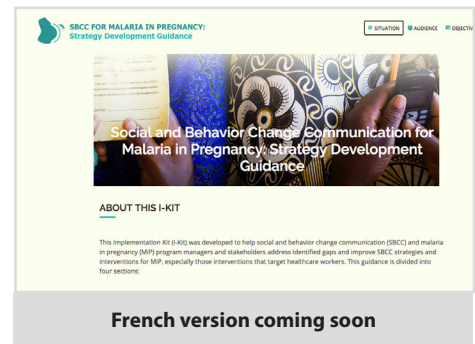 SBCC FOR MALARIA IN PREGNANCY:
Strategy Development Guidance
SITUATION AUDIENCE OBJECTIV
Social and Behavior Change Communication for
Malaria in Pregnancy: Strategy Development
Guidance
ABOUT THIS I-KIT
This Implementation Kit (I-Kit) was developed to help social and behavior change communication (SBCC) and malaria
in pregnancy (MiP) program managers and stakeholders address identified gaps and improve SBCC strategies and
interventions for MiP, especially those interventions that target healthcare workers. This guidance is divided into
four sections:
French version coming soon